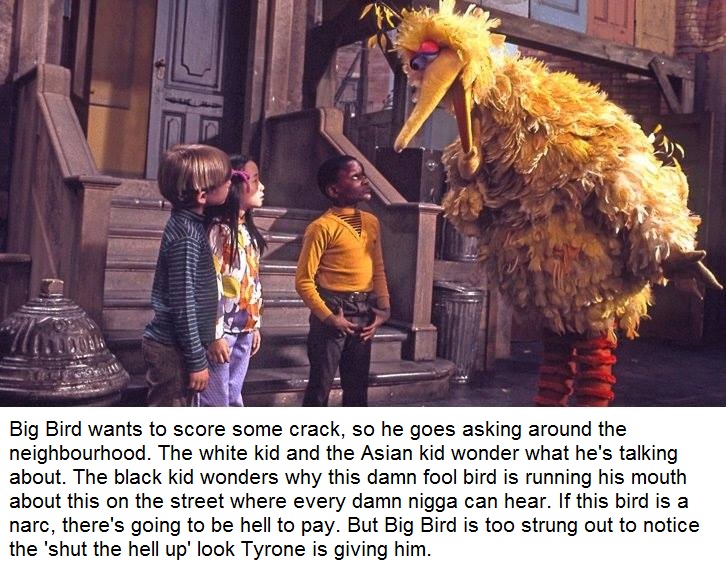 Big Bird wants to score some crack, so he goes asking around the
neighbourhood. The white kid and the Asian kid wonder what he's talking
about. The black kid wonders why this damn fool bird is running his mouth
about this on the street where every damn nigga can hear. If this bird is a
narc, there's going to be hell to pay. But Big Bird is too strung out to notice
the 'shut the hell up' look Tyrone is giving him.